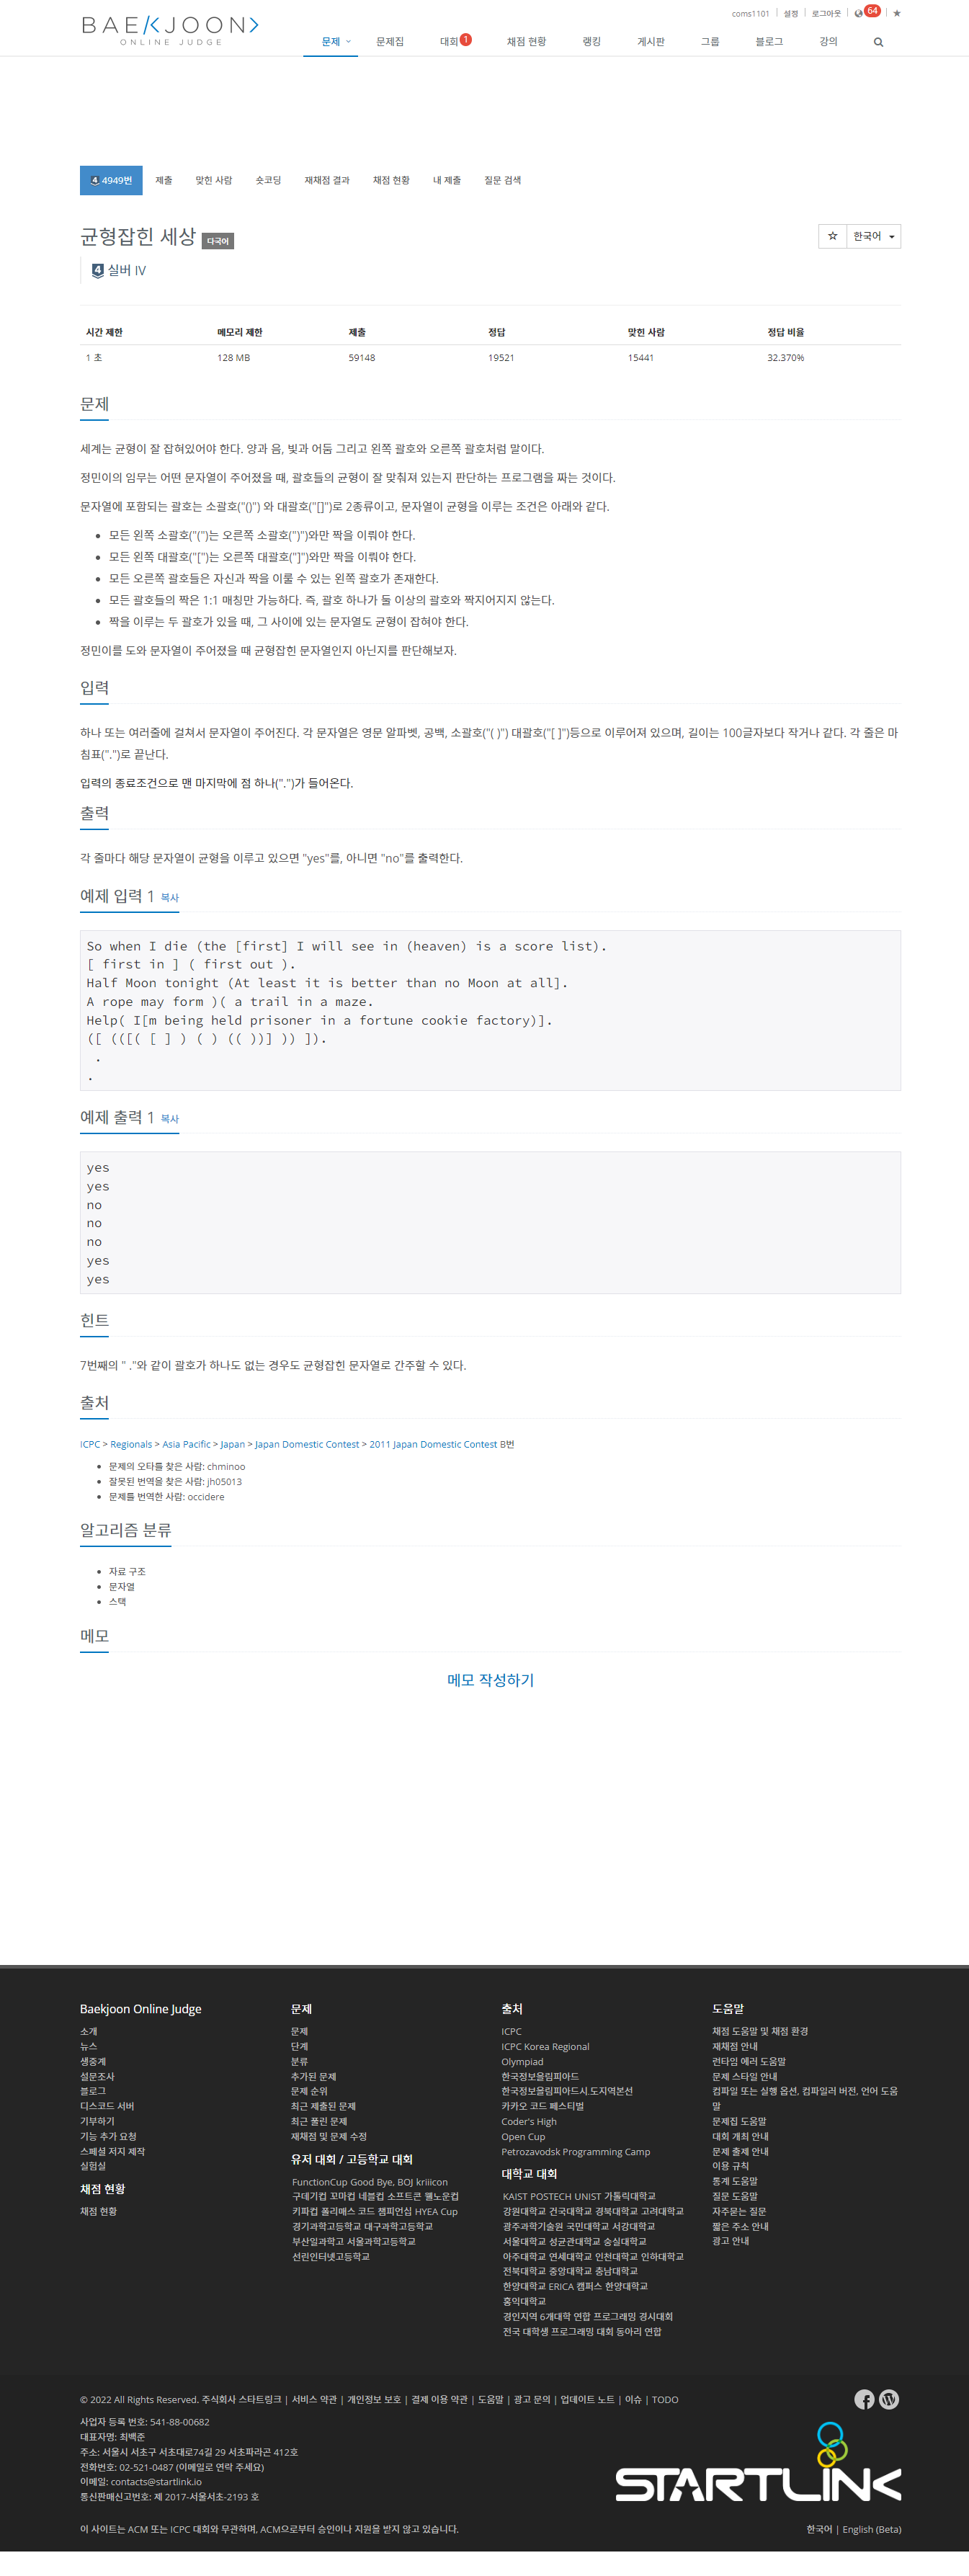 BAEKJOON
ONLINE JUDGE
coms1101 설정 로그아웃 64
문제 문제집 대회 1 채점 현황 랭킹 게시판 그룹 블로그 강의
4 4949번 제출 맞힌 사람 숏코딩 재채점 결과 채점 현황 내 제출 질문 검색
균형잡힌 세상 다국어
☆ 한국어
4 실버 IV
시간 제한 메모리 제한 제출 정답 맞힌 사람 정답 비율
1 초 128 MB 59148 19521 15441 32.370%
문제
세계는 균형이 잘 잡혀있어야 한다. 양과 음, 빛과 어둠 그리고 왼쪽 괄호와 오른쪽 괄호처럼 말이다.
정민이의 임무는 어떤 문자열이 주어졌을 때, 괄호들의 균형이 잘 맞춰져 있는지 판단하는 프로그램을 짜는 것이다.
문자열에 포함되는 괄호는 소괄호("()") 와 대괄호("[]")로 2종류이고, 문자열이 균형을 이루는 조건은 아래와 같다.
모든 왼쪽 소괄호("(")는 오른쪽 소괄호(")")와만 짝을 이뤄야 한다.
모든 왼쪽 대괄호("[")는 오른쪽 대괄호("]")와만 짝을 이뤄야 한다.
모든 오른쪽 괄호들은 자신과 짝을 이룰 수 있는 왼쪽 괄호가 존재한다.
모든 괄호들의 짝은 1:1 매칭만 가능하다. 즉, 괄호 하나가 둘 이상의 괄호와 짝지어지지 않는다.
짝을 이루는 두 괄호가 있을 때, 그 사이에 있는 문자열도 균형이 잡혀야 한다.
정민이를 도와 문자열이 주어졌을 때 균형잡힌 문자열인지 아닌지를 판단해보자.
입력
하나 또는 여러줄에 걸쳐서 문자열이 주어진다. 각 문자열은 영문 알파벳, 공백, 소괄호("( )") 대괄호("[ ]")등으로 이루어져 있으며, 길이는 100글자보다 작거나 같다. 각 줄은 마
침표(".")로 끝난다.
입력의 종료조건으로 맨 마지막에 점 하나(".")가 들어온다.
출력
각 줄마다 해당 문자열이 균형을 이루고 있으면 "yes"를, 아니면 "no"를 출력한다.
예제 입력 1 복사
So when I die (the [first] I will see in (heaven) is a score list).
[ first in ] ( first out ).
Half Moon tonight (At least it is better than no Moon at all].
A rope may form )( a trail in a maze.
Help( I[m being held prisoner in a fortune cookie factory)].
([ (([( [ ] ) ( ) (( ))] )) ]).
 .
.
예제 출력 1 복사
yes
yes
no
no
no
yes
yes
힌트
7번째의 " ."와 같이 괄호가 하나도 없는 경우도 균형잡힌 문자열로 간주할 수 있다.
출처
ICPC > Regionals > Asia Pacific > Japan > Japan Domestic Contest > 2011 Japan Domestic Contest B번
문제의 오타를 찾은 사람: chminoo
잘못된 번역을 찾은 사람: jh05013
문제를 번역한 사람: occidere
알고리즘 분류
자료 구조
문자열
스택
메모
메모 작성하기
Baekjoon Online Judge
소개
뉴스
생중계
설문조사
블로그
디스코드 서버
기부하기
기능 추가 요청
스페셜 저지 제작
실험실
채점 현황
채점 현황
문제
문제
단계
분류
추가된 문제
문제 순위
최근 제출된 문제
최근 풀린 문제
재채점 및 문제 수정
유저 대회 / 고등학교 대회
FunctionCup Good Bye, BOJ kriiicon
구데기컵 꼬마컵 네블컵 소프트콘 웰노운컵
키파컵 폴리매스 코드 챔피언십 HYEA Cup
경기과학고등학교 대구과학고등학교
부산일과학고 서울과학고등학교
선린인터넷고등학교
출처
ICPC
ICPC Korea Regional
Olympiad
한국정보올림피아드
한국정보올림피아드시.도지역본선
카카오 코드 페스티벌
Coder's High
Open Cup
Petrozavodsk Programming Camp
대학교 대회
KAIST POSTECH UNIST 가톨릭대학교
강원대학교 건국대학교 경북대학교 고려대학교
광주과학기술원 국민대학교 서강대학교
서울대학교 성균관대학교 숭실대학교
아주대학교 연세대학교 인천대학교 인하대학교
전북대학교 중앙대학교 충남대학교
한양대학교 ERICA 캠퍼스 한양대학교
홍익대학교
경인지역 6개대학 연합 프로그래밍 경시대회
전국 대학생 프로그래밍 대회 동아리 연합
도움말
채점 도움말 및 채점 환경
재채점 안내
런타임 에러 도움말
문제 스타일 안내
컴파일 또는 실행 옵션, 컴파일러 버전, 언어 도움
말
문제집 도움말
대회 개최 안내
문제 출제 안내
이용 규칙
통계 도움말
질문 도움말
자주묻는 질문
짧은 주소 안내
광고 안내
© 2022 All Rights Reserved. 주식회사 스타트링크 | 서비스 약관 | 개인정보 보호 | 결제 이용 약관 | 도움말 | 광고 문의 | 업데이트 노트 | 이슈 | TODO
사업자 등록 번호: 541-88-00682
대표자명: 최백준
주소: 서울시 서초구 서초대로74길 29 서초파라곤 412호
전화번호: 02-521-0487 (이메일로 연락 주세요)
이메일: contacts@startlink.io
통신판매신고번호: 제 2017-서울서초-2193 호
STARTLINK
이 사이트는 ACM 또는 ICPC 대회와 무관하며, ACM으로부터 승인이나 지원을 받지 않고 있습니다.
한국어 | English (Beta)